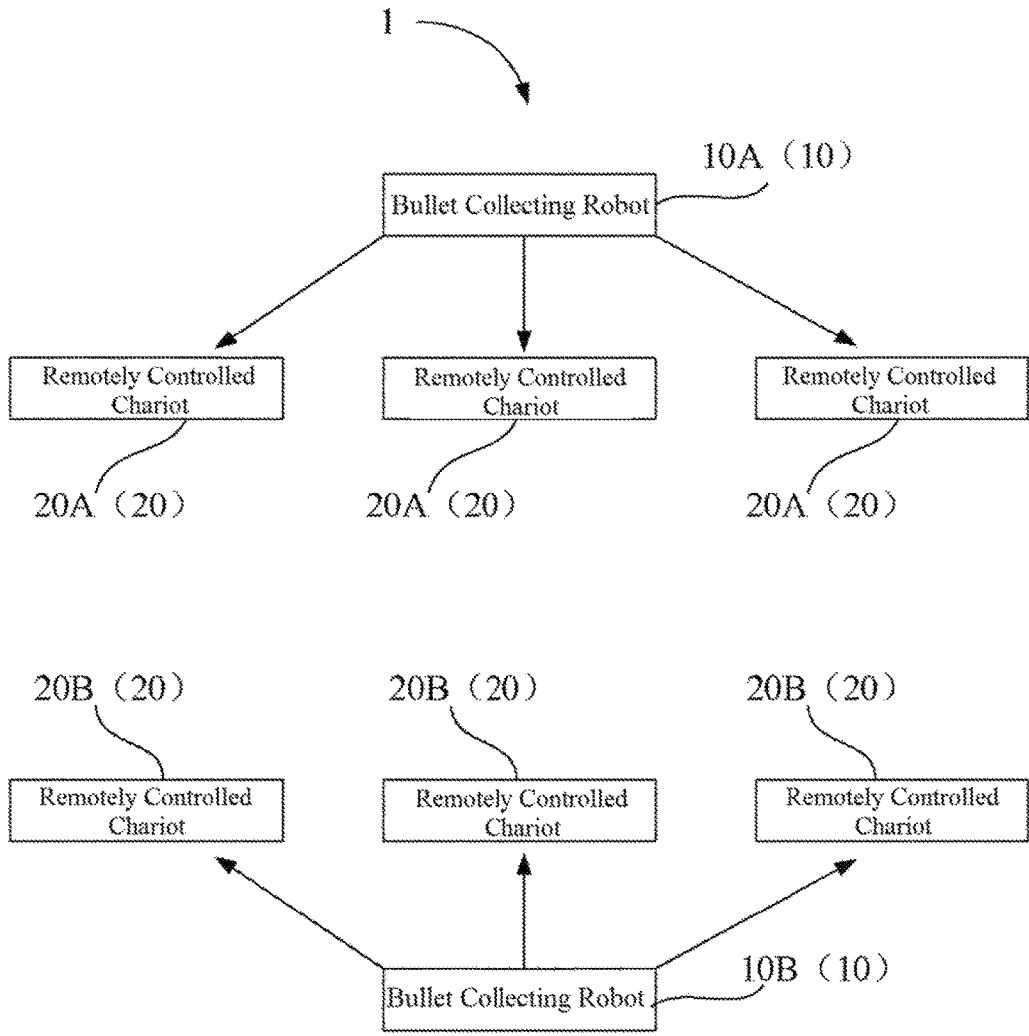 1
10A（10）
Bullet Collecting Robot
Remotely Controlled
Chariot
Remotely Controlled
Chariot
Remotely Controlled
Chariot
20A（20）
20A（20）
20A（20）
20B（20）
20B（20）
20B（20）
Remotely Controlled
Chariot
Remotely Controlled
Chariot
Remotely Controlled
Chariot
Bullet Collecting Robot
10B（10）